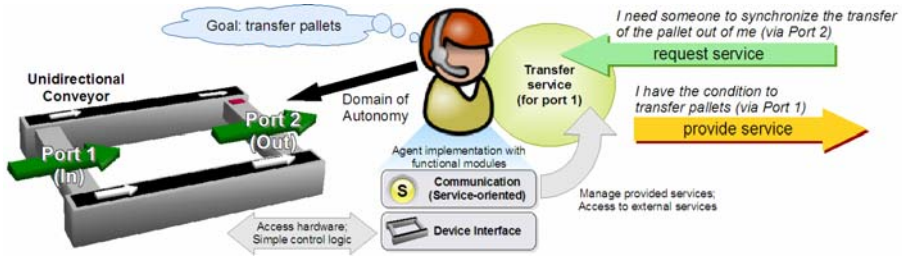 Goal: transfer pallets
I need someone to synchronize the transfer
of the pallet out of me (via Port 2)
request service
Unidirectional
Conveyor
Transfer
service
(for port 1)
Domain of
Autonomy
I have the condition to
transfer pallets (via Port 1)
provide service
Port 2
(Out)
Port 1
(In)
Agent implementation with
functional modules
S
Communication
(Service-oriented)
Manage provided services;
Access to external services
Access hardware;
Simple control logic
Device Interface